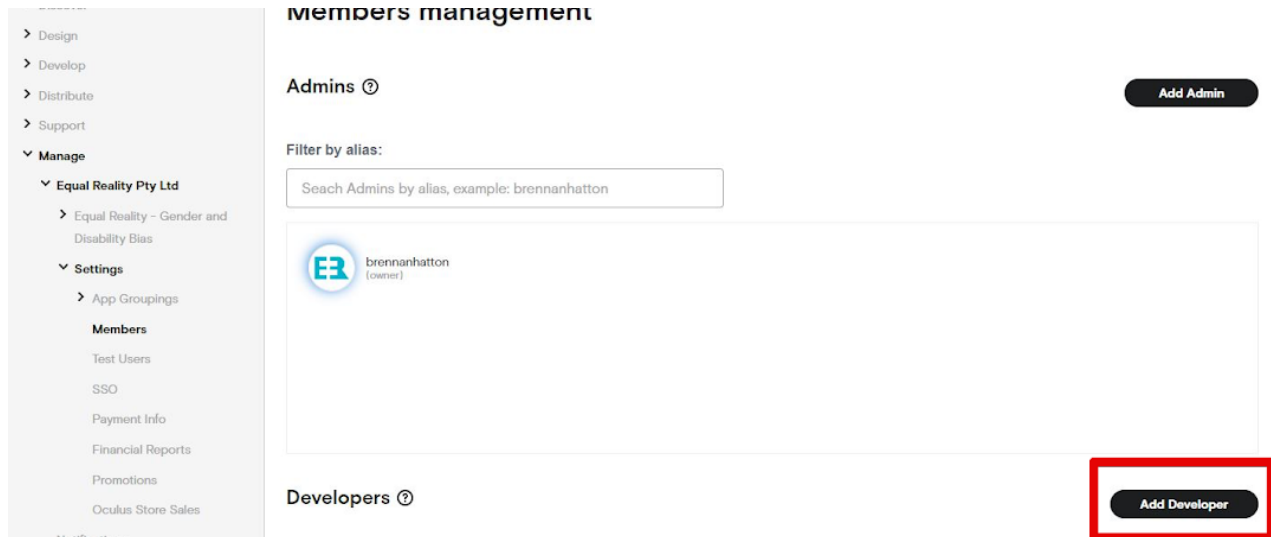 Discover
Members management
Design
Develop
Distribute
Support
Manage
Equal Reality Pty Ltd
Equal Reality - Gender and
Disability Bias
Settings
App Groupings
Members
Test Users
SSO
Payment Info
Financial Reports
Promotions
Oculus Store Sales
Admins
Add Admin
Filter by alias:
Seach Admins by alias, example: brennanhatton
ER
brennanhatton
(owner)
Developers
Add Developer